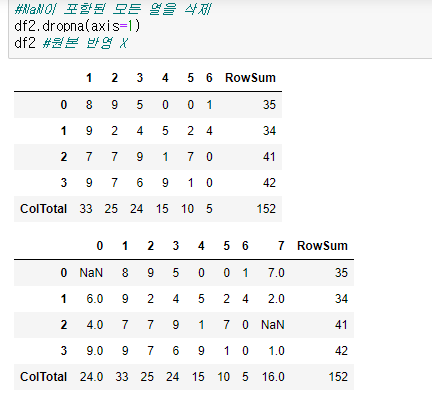 #NaN이 포함된 모든 열을 삭제
df2.dropna(axis=1)
df2 #원본 반영 X
1 2 3 4 5 6 RowSum
0 8 9 5 0 0 1 35
1 9 2 4 5 2 4 34
2 7 7 9 1 7 0 41
3 9 7 6 9 1 0 42
ColTotal 33 25 24 15 10 5 152
0 1 2 3 4 5 6 7 RowSum
0 NaN 8 9 5 0 0 1 7.0 35
1 6.0 9 2 4 5 2 4 2.0 34
2 4.0 7 7 9 1 7 0 NaN 41
3 9.0 9 7 6 9 1 0 1.0 42
ColTotal 24.0 33 25 24 15 10 5 16.0 152